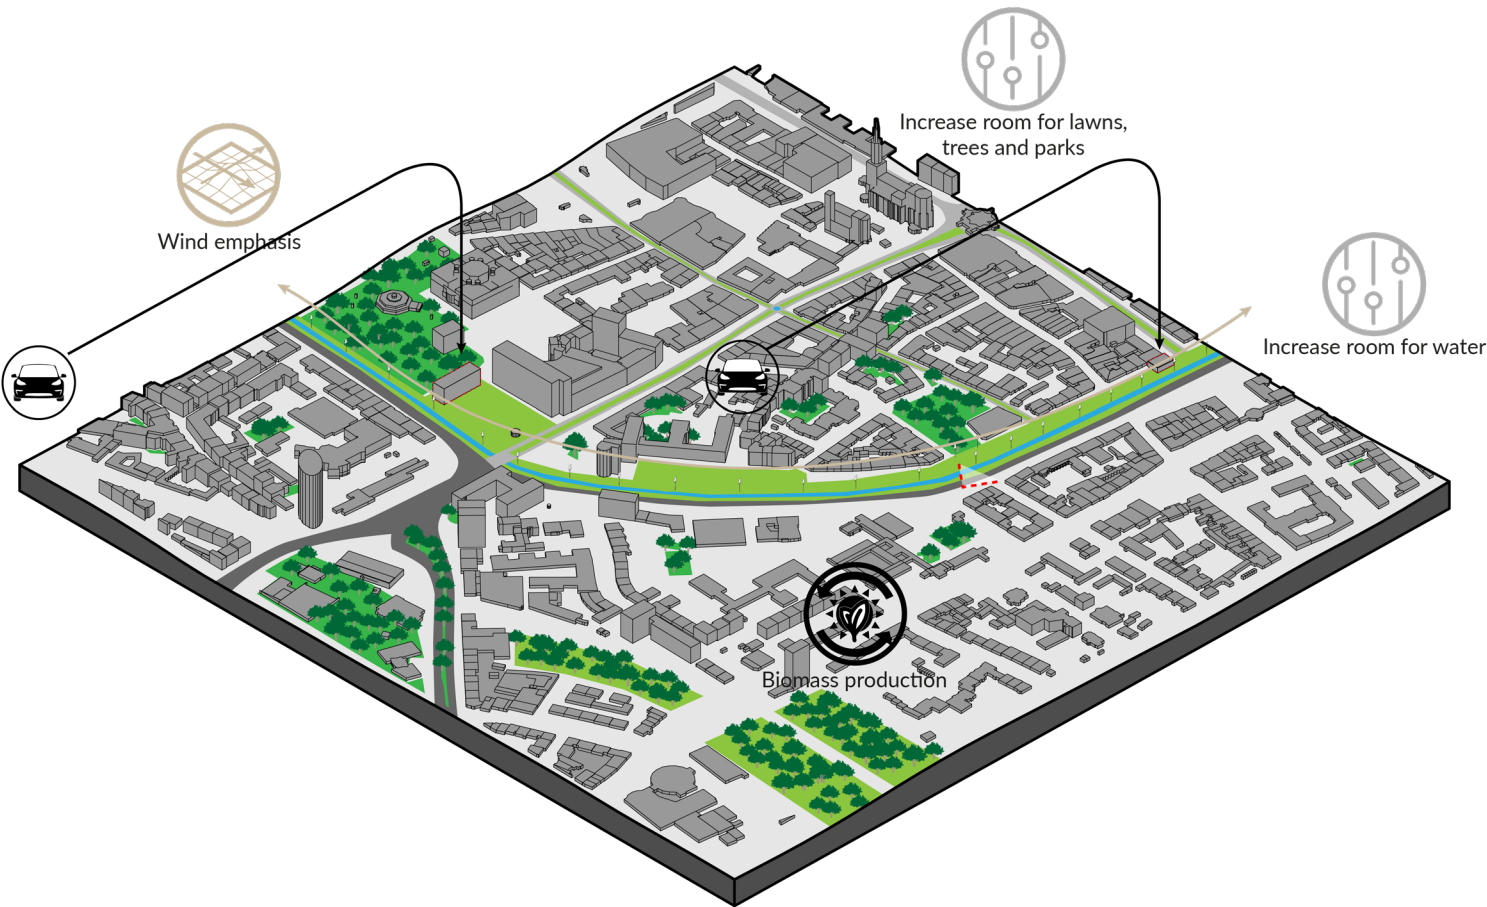 Increase room for lawns,
trees and parks
Wind emphasis
Increase room for water
Biomass production